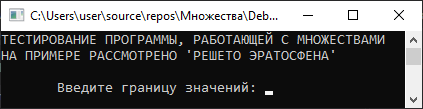 C:\Users\user\source\repos\Множества\Deb...
ТЕСТИРОВАНИЕ ПРОГРАММЫ, РАБОТАЮЩЕЙ С МНОЖЕСТВАМИ
НА ПРИМЕРЕ РАССМОТРЕНО 'РЕШЕТО ЭРАТОСФЕНА'
Введите границу значений: